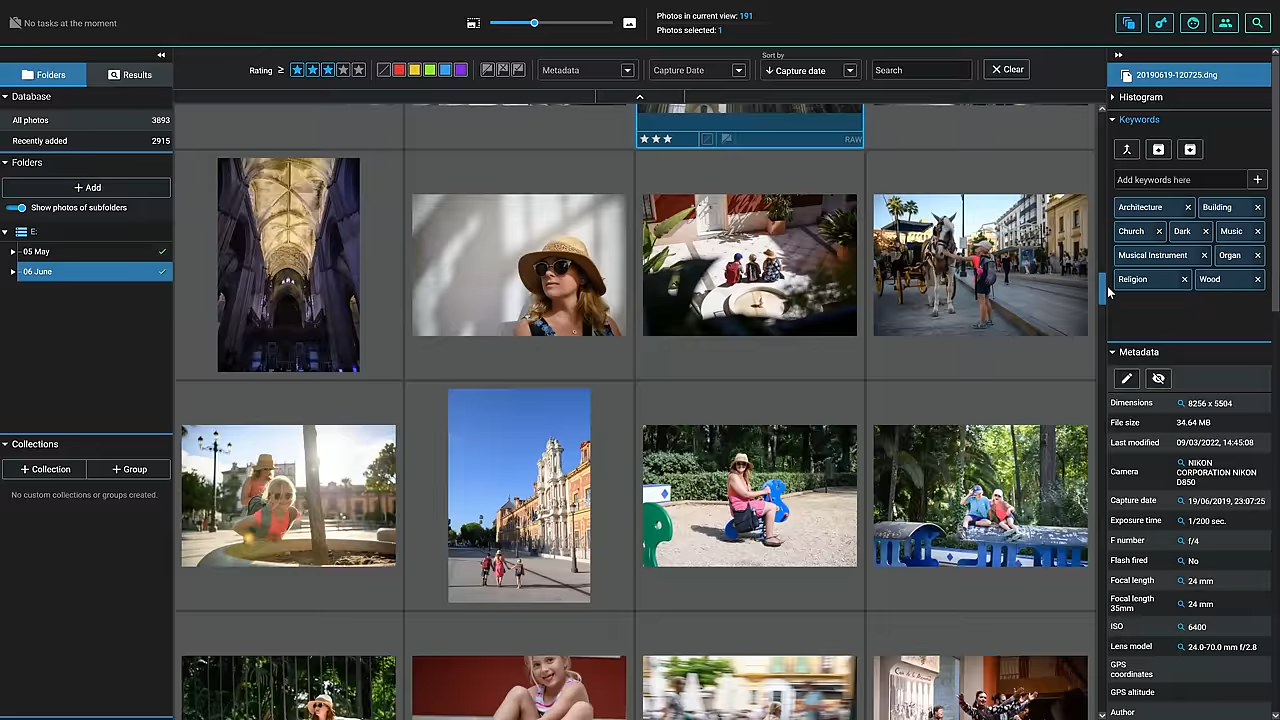 No tasks at the moment
Photos in current view: 191
Photos selected: 1
Folders
Results
Database
All photos 3893
Recently added 2915
Folders
Add
Show photos of subfolders
E:
05 May
06 June
Collections
Collection
Group
No custom collections or groups created.
Rating ≥
Metadata
Capture Date
Sort by
Capture date
Search
Clear
RAW
20190619-120725.dng
Histogram
Keywords
Add keywords here
Architecture
Building
Church
Dark
Music
Musical Instrument
Organ
Religion
Wood
Metadata
Dimensions 8256 x 5504
File size 34.64 MB
Last modified 09/03/2022, 14:45:08
Camera NIKON CORPORATION NIKON D850
Capture date 19/06/2019, 23:07:25
Exposure time 1/200 sec.
F number f/4
Flash fired No
Focal length 24 mm
Focal length 35mm 24 mm
ISO 6400
Lens model 24.0-70.0 mm f/2.8
GPS coordinates
GPS altitude
Author